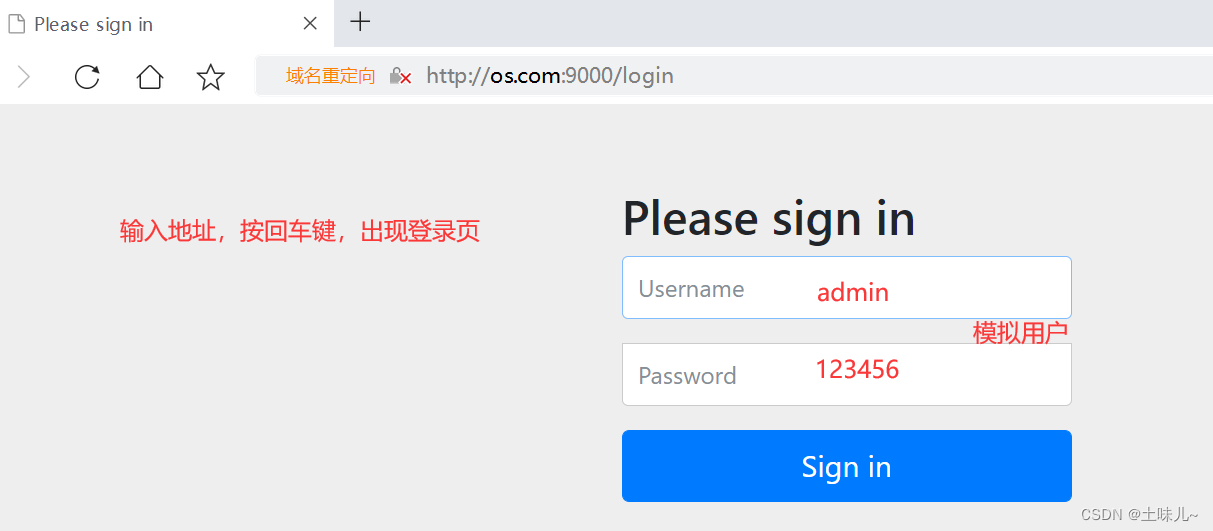 Please sign in
域名重定向 http://os.com:9000/login
输入地址，按回车键，出现登录页
Please sign in
Username admin
模拟用户
Password 123456
Sign in
CSDN @土味儿~